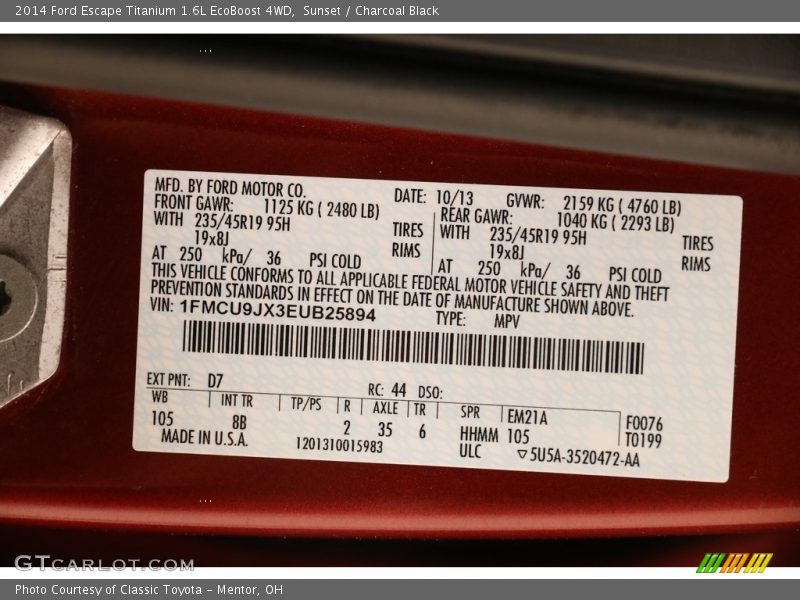 2014 Ford Escape Titanium 1.6L EcoBoost 4WD, Sunset / Charcoal Black
MFD. BY FORD MOTOR CO. DATE: 10/13 GVWR: 2159 KG ( 4760 LB)
FRONT GAWR: 1125 KG ( 2480 LB) REAR GAWR: 1040 KG ( 2293 LB)
WITH 235/45R19 95H TIRES WITH 235/45R19 95H TIRES
19x8J RIMS 19x8J RIMS
AT 250 kPa/ 36 PSI COLD AT 250 kPa/ 36 PSI COLD
THIS VEHICLE CONFORMS TO ALL APPLICABLE FEDERAL MOTOR VEHICLE SAFETY AND THEFT
PREVENTION STANDARDS IN EFFECT ON THE DATE OF MANUFACTURE SHOWN ABOVE.
VIN: 1FMCU9JX3EUB25894 TYPE: MPV
EXT PNT: D7 RC: 44 DSO:
WB INT TR TP/PS R AXLE TR SPR EM21A F0076
105 8B 2 35 6 HHMM 105 T0199
MADE IN U.S.A. 1201310015983 ULC ▽5U5A-3520472-AA
GTcarlot.com
Photo Courtesy of Classic Toyota - Mentor, OH